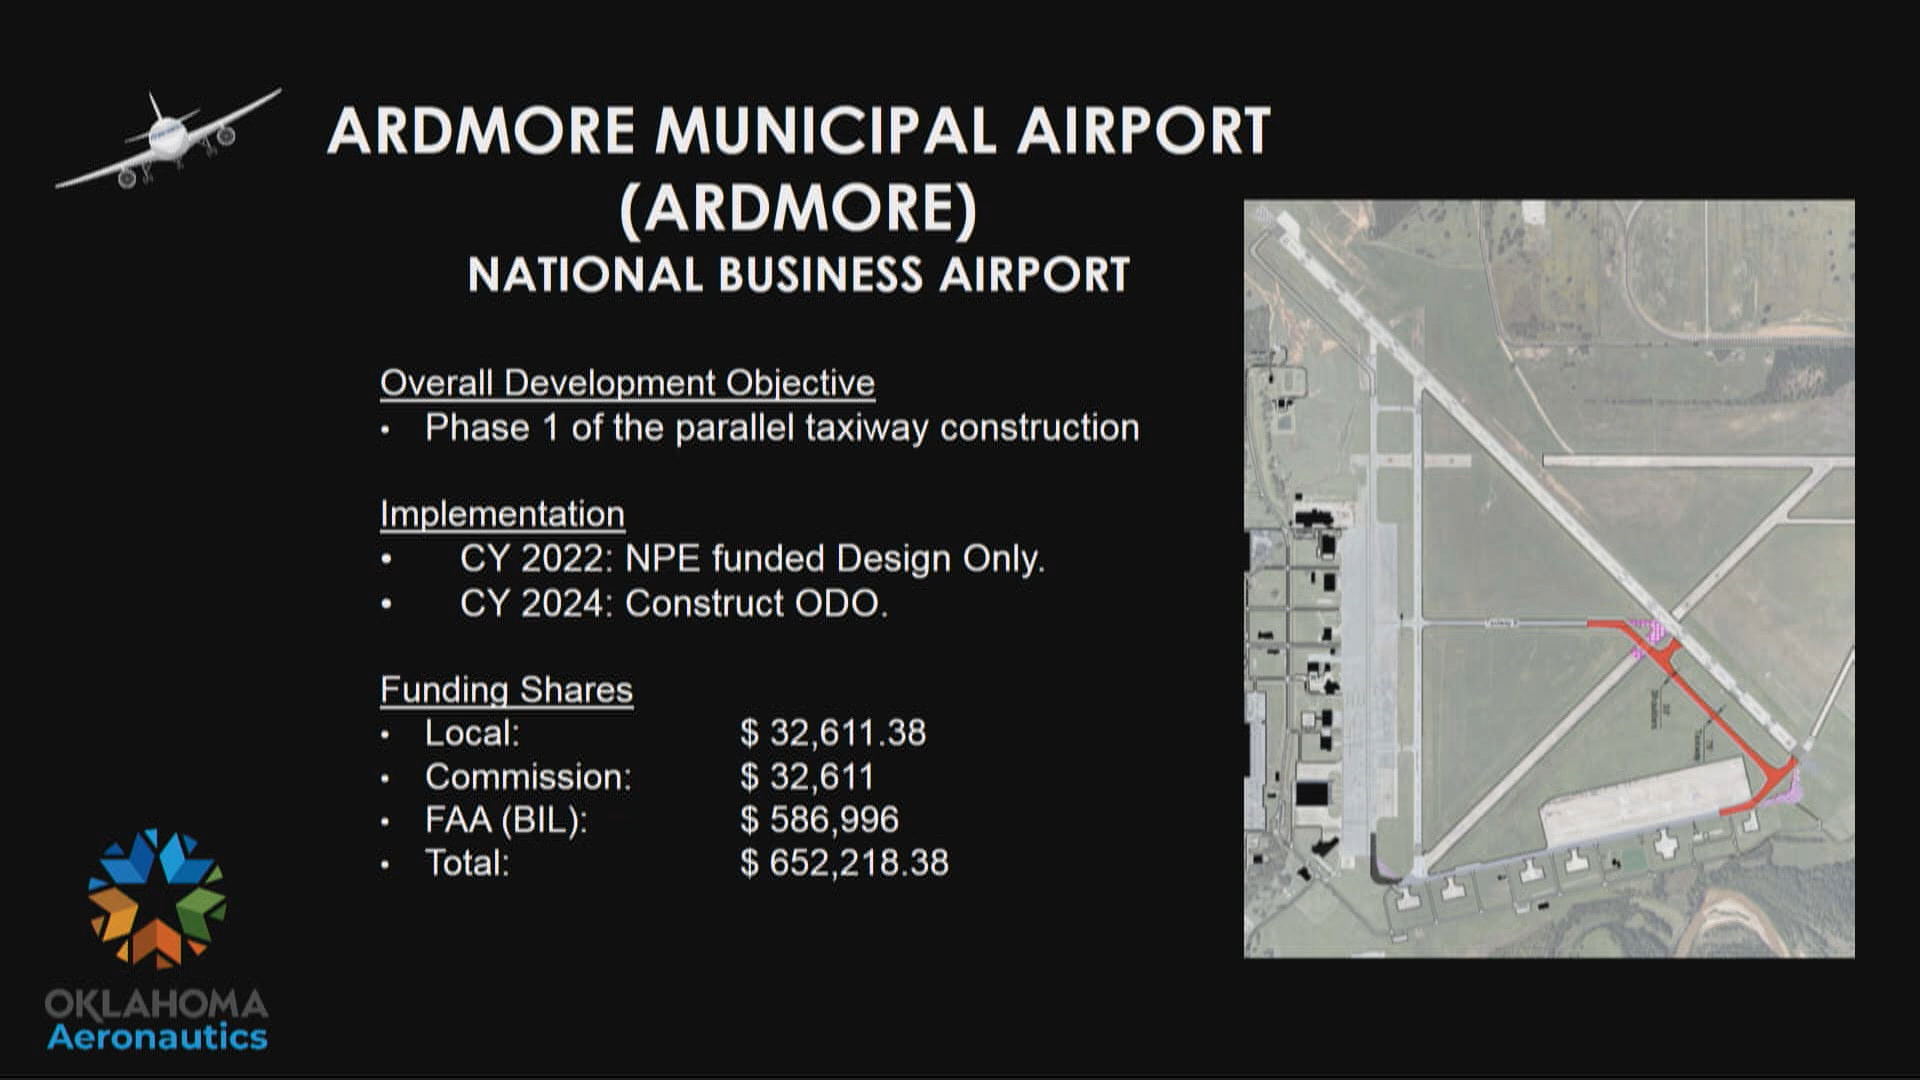 ARDMORE MUNICIPAL AIRPORT
(ARDMORE)
NATIONAL BUSINESS AIRPORT
Overall Development Objective
• Phase 1 of the parallel taxiway construction
Implementation
• CY 2022: NPE funded Design Only.
• CY 2024: Construct ODO.
Funding Shares
• Local: $ 32,611.38
• Commission: $ 32,611
• FAA (BIL): $ 586,996
• Total: $ 652,218.38
OKLAHOMA
Aeronautics